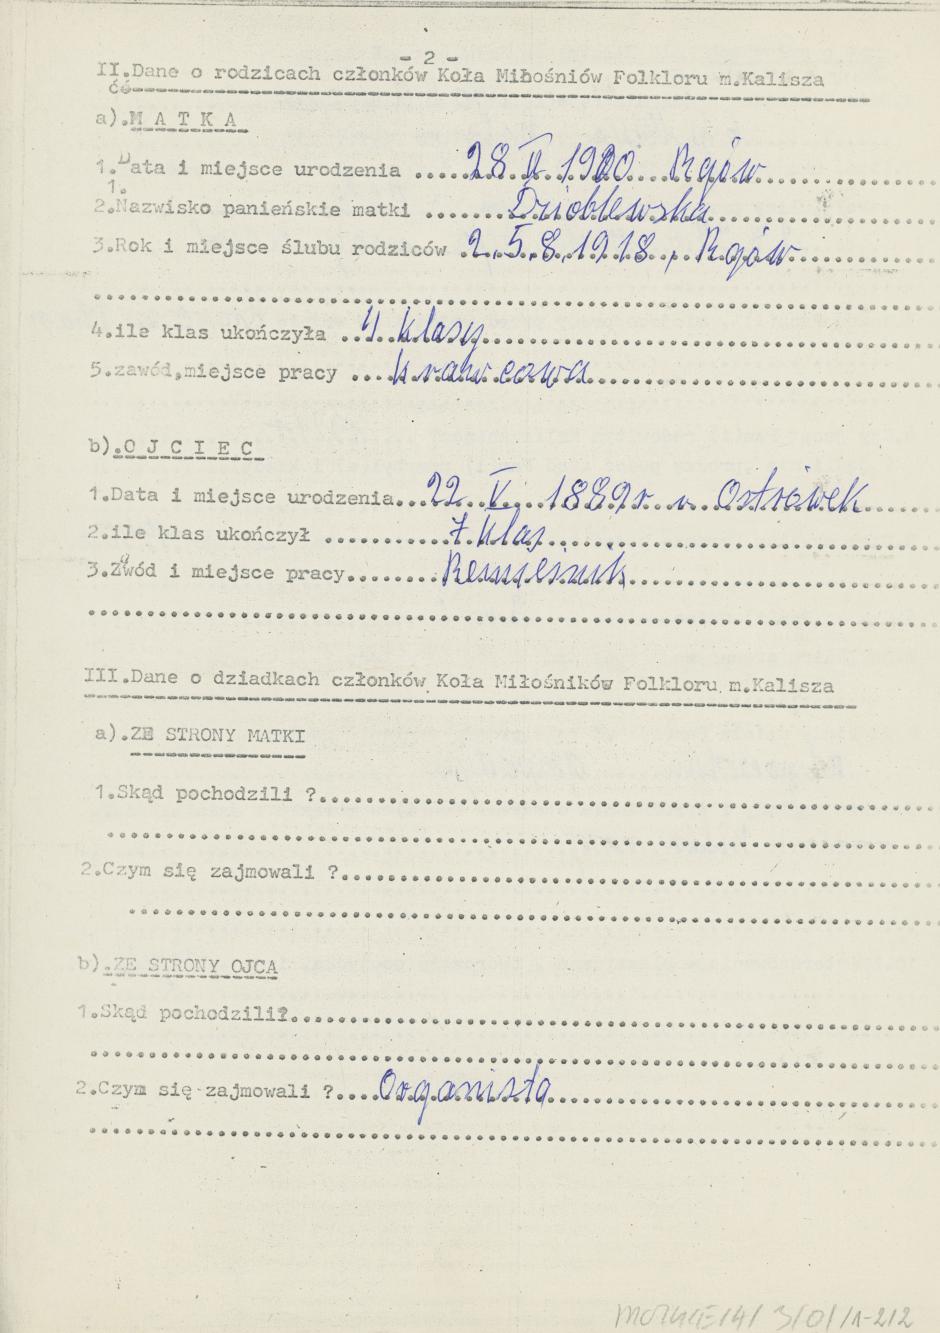 - 2 -
II.Dane o rodzicach członków Koła Miłośniów Folkloru m.Kalisza
a).M A T K A
1.Data i miejsce urodzenia ..... 28 V 1900 Rgów
2.Nazwisko panieńskie matki ....... Dzioblewska
3.Rok i miejsce ślubu rodziców . 2.5.8.1918., Rgów
4.ile klas ukończyła .. 4 klasy
5.zawód,miejsce pracy .... krawcowa
b).O J C I E C
1.Data i miejsce urodzenia... 22 V. 1889r. w Ostrówek
2.ile klas ukończył .......... 7 klas
3.Zawód i miejsce pracy........ Rzemieślnik
III.Dane o dziadkach członków Koła Miłośników Folkloru m.Kalisza
a).ZE STRONY MATKI
1.Skąd pochodzili ?
2.Czym się zajmowali ?
b).ZE STRONY OJCA
1.Skąd pochodzili?
2.Czym się zajmowali ?.... Organista